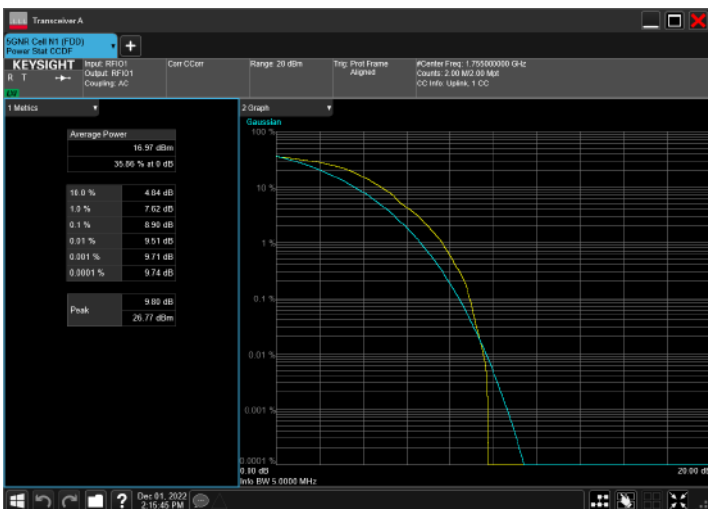 Transceiver A
5GNR Cell N1 (FDD)
Power Stat CCDF
KEYSIGHT
R T
Input: RFIO1
Output: RFIO1
Coupling: AC
Corr CCorr
Range: 20 dBm
Trig: Prot Frame
Aligned
#Center Freq: 1.755000000 GHz
Counts: 2.00 M/2.00 Mpt
CC Info: Uplink, 1 CC
1 Metrics
Average Power
16.97 dBm
35.86 % at 0 dB
10.0 % 4.84 dB
1.0 % 7.62 dB
0.1 % 8.90 dB
0.01 % 9.51 dB
0.001 % 9.71 dB
0.0001 % 9.74 dB
Peak
9.80 dB
26.77 dBm
2 Graph
Gaussian
100 %
10 %
1 %
0.1 %
0.01 %
0.001 %
0.0001 %
0.00 dB
20.00 dB
Info BW 5.0000 MHz
?
Dec 01, 2022
2:15:45 PM